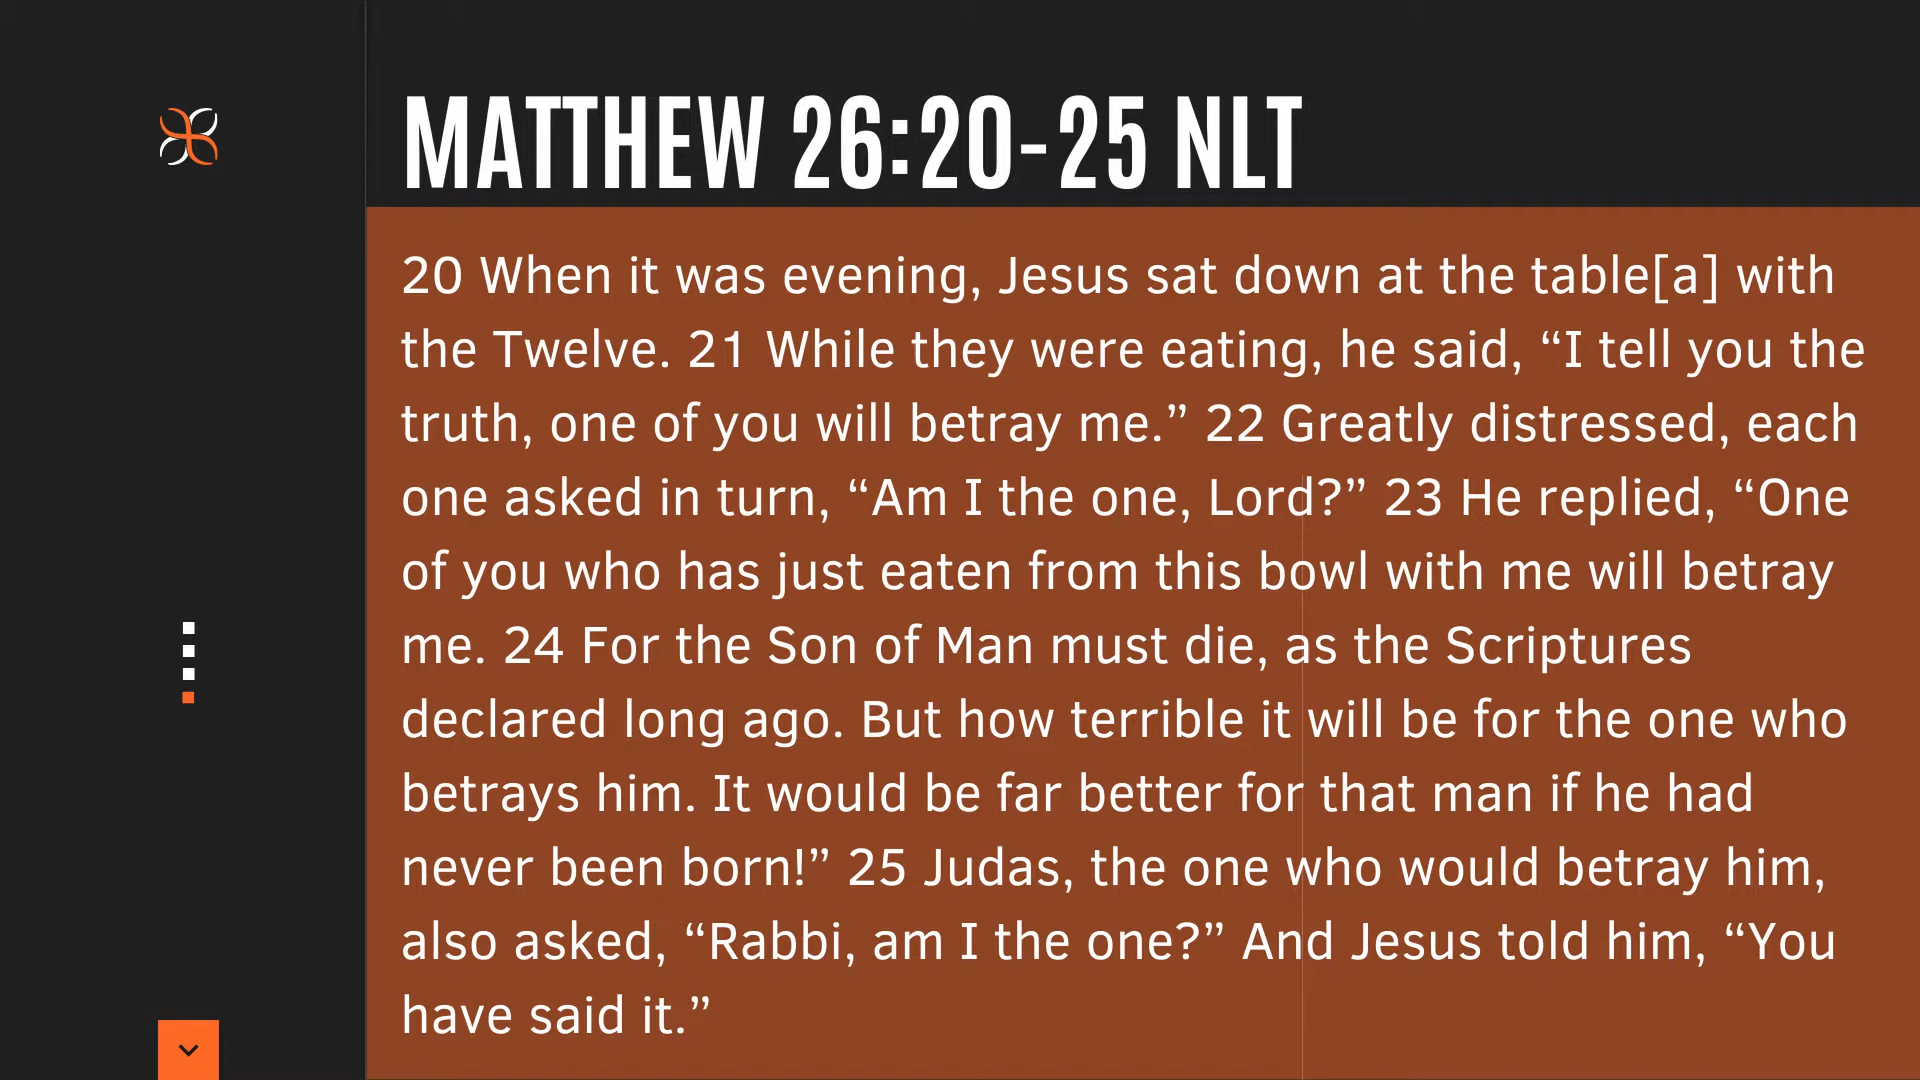 MATTHEW 26:20-25 NLT
20 When it was evening, Jesus sat down at the table[a] with
the Twelve. 21 While they were eating, he said, “I tell you the
truth, one of you will betray me.” 22 Greatly distressed, each
one asked in turn, “Am I the one, Lord?” 23 He replied, “One
of you who has just eaten from this bowl with me will betray
me. 24 For the Son of Man must die, as the Scriptures
declared long ago. But how terrible it will be for the one who
betrays him. It would be far better for that man if he had
never been born!” 25 Judas, the one who would betray him,
also asked, “Rabbi, am I the one?” And Jesus told him, “You
have said it.”